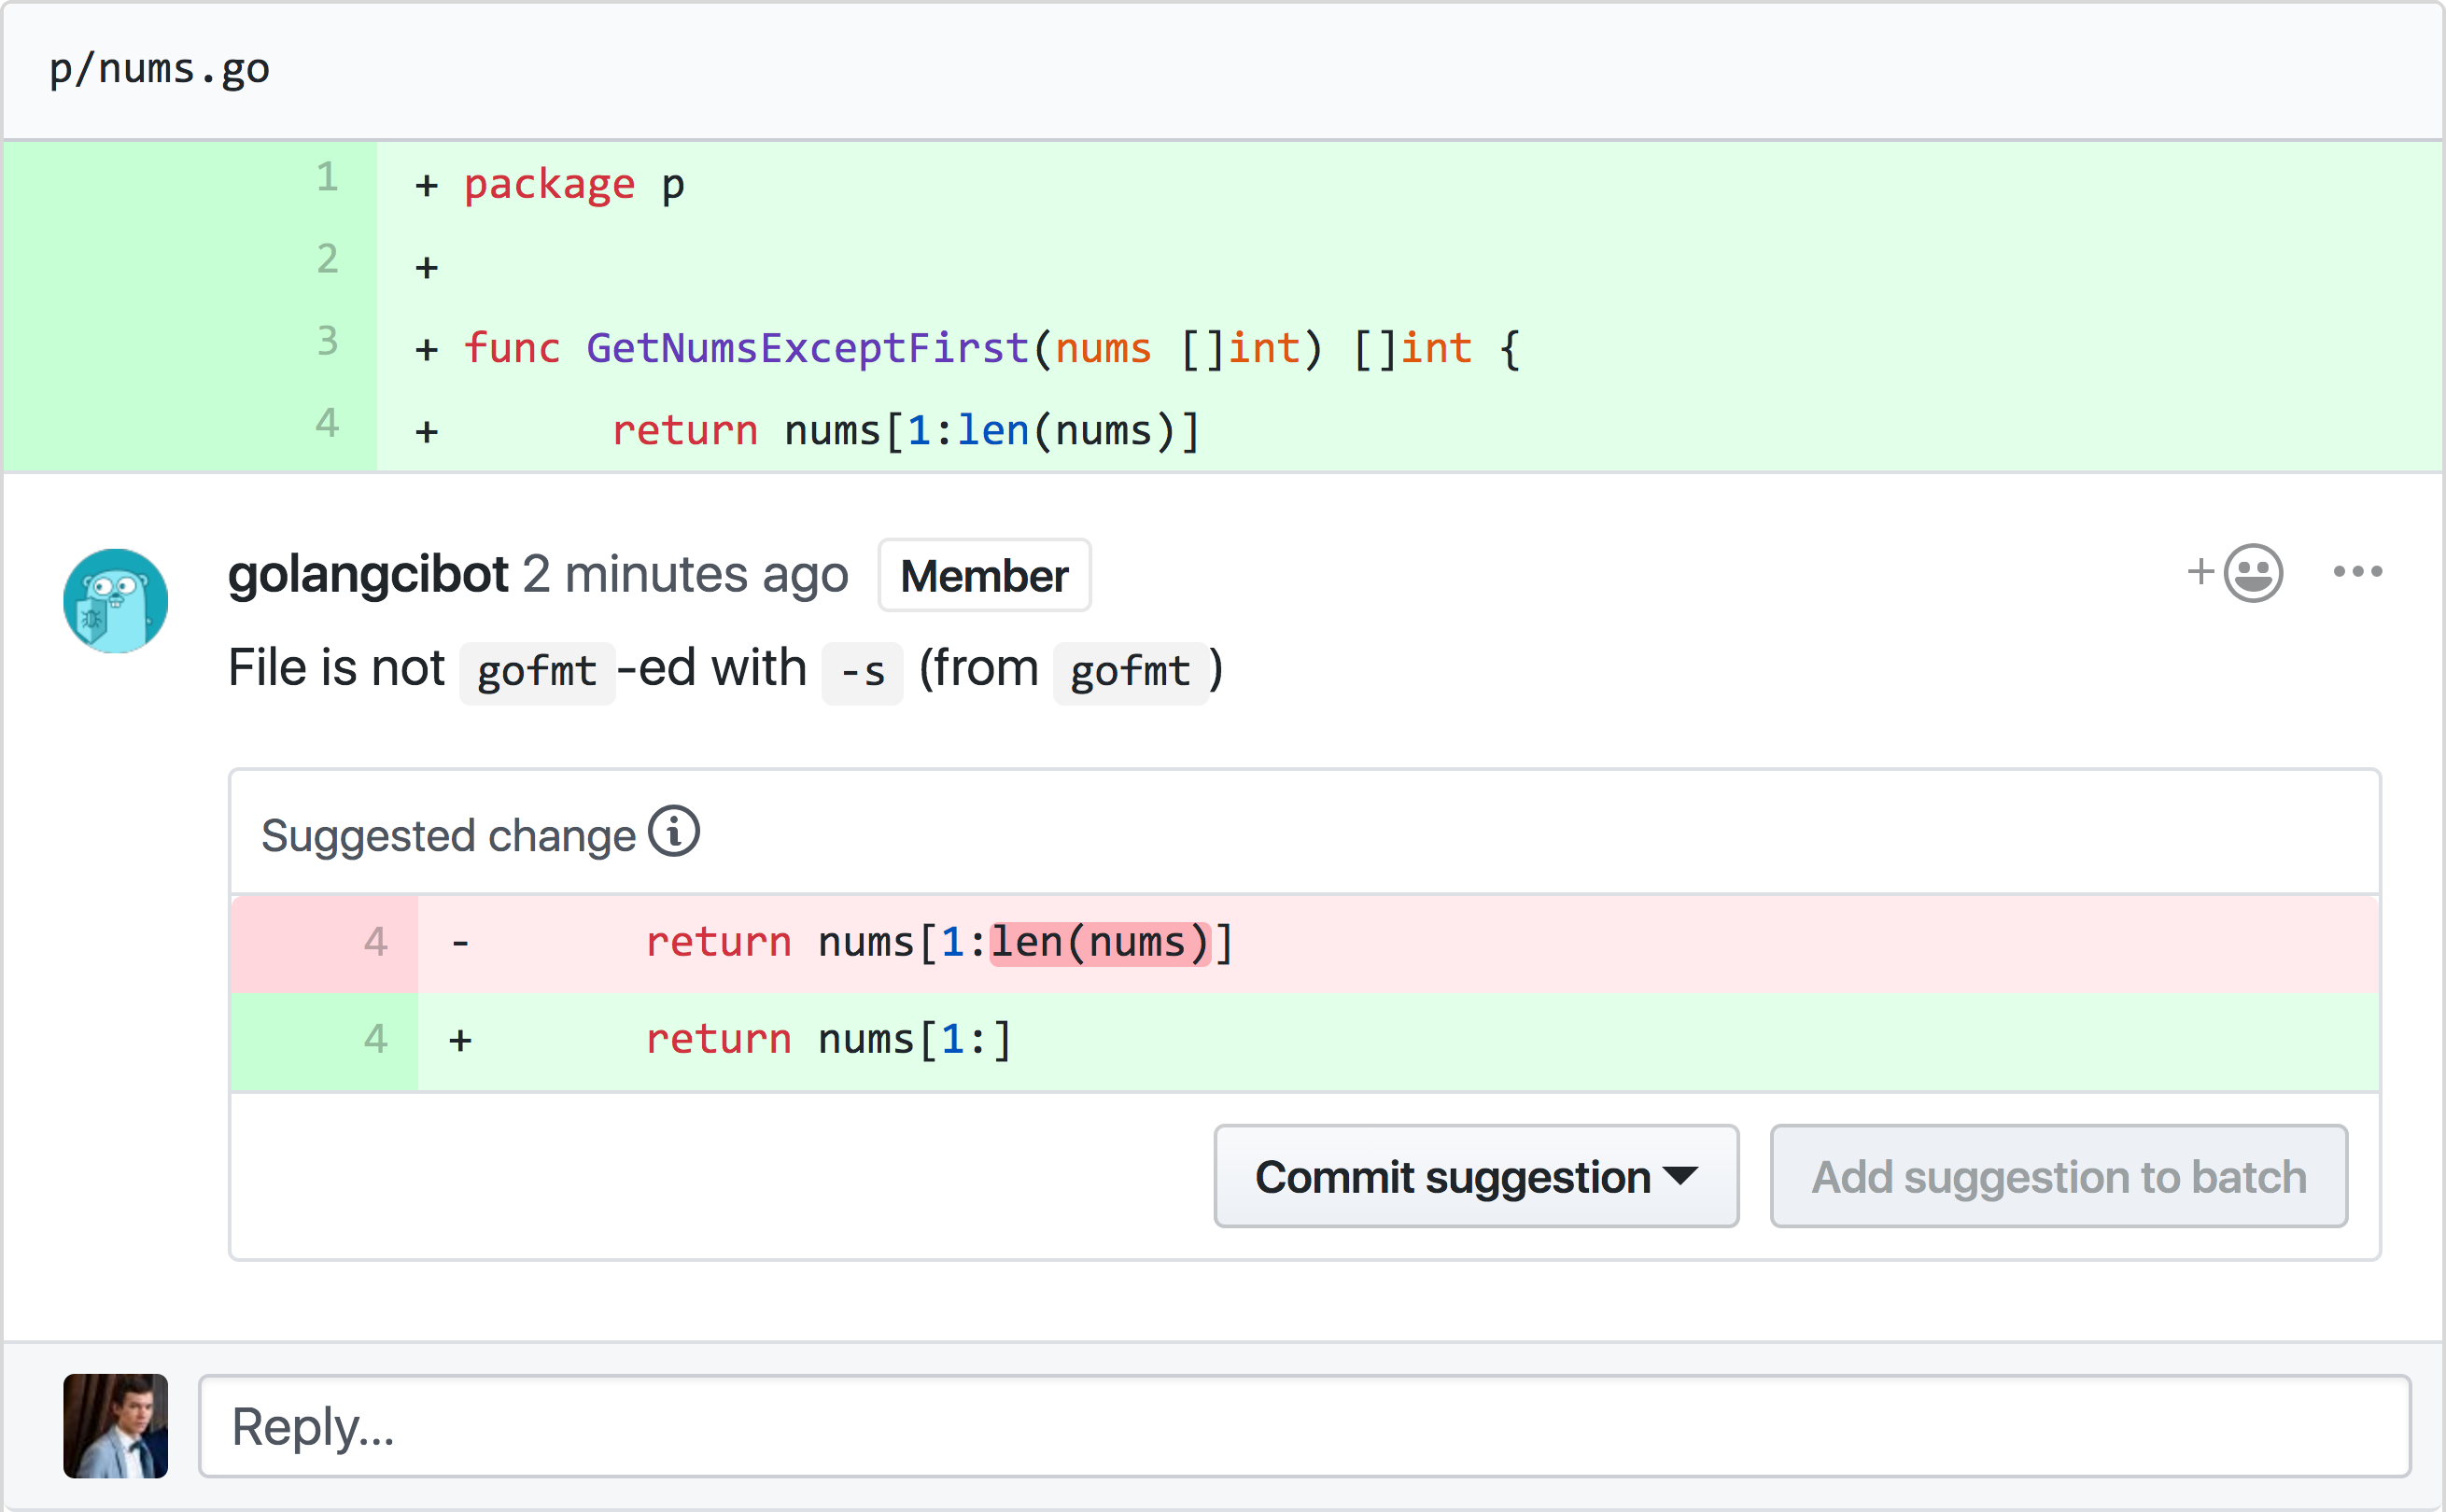 p/nums.go
1 + package p
2 +
3 + func GetNumsExceptFirst(nums []int) []int {
4 + return nums[1:len(nums)]
golangcibot 2 minutes ago Member
File is not gofmt -ed with -s (from gofmt )
Suggested change
4 - return nums[1:len(nums)]
4 + return nums[1:]
Commit suggestion Add suggestion to batch
Reply...